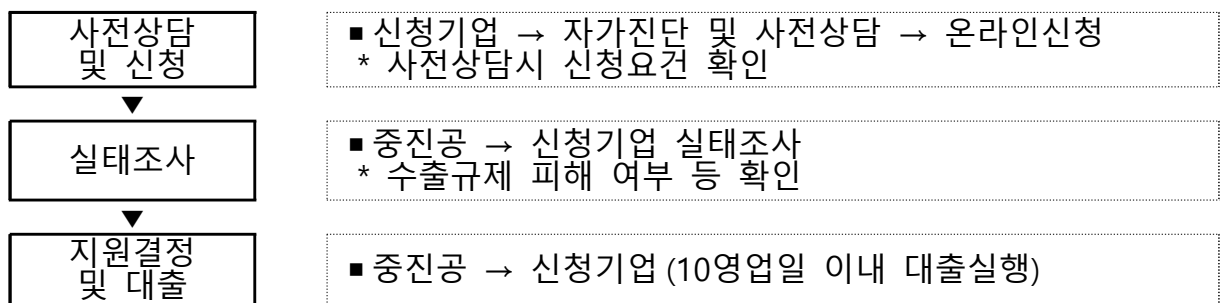 사전상담
및 신청
■ 신청기업 → 자가진단 및 사전상담 → 온라인신청
* 사전상담시 신청요건 확인
▼
실태조사
■ 중진공 → 신청기업 실태조사
* 수출규제 피해 여부 등 확인
▼
지원결정
및 대출
■ 중진공 → 신청기업 (10영업일 이내 대출실행)